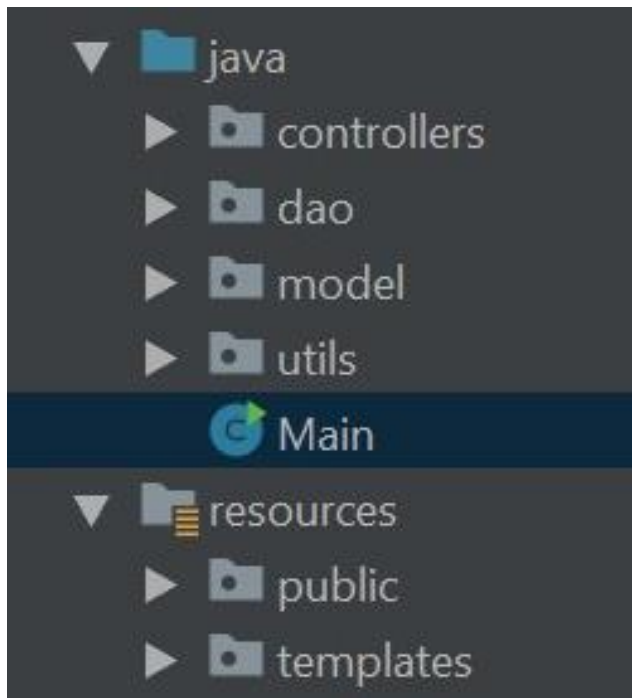 java
controllers
dao
model
utils
C Main
resources
public
templates